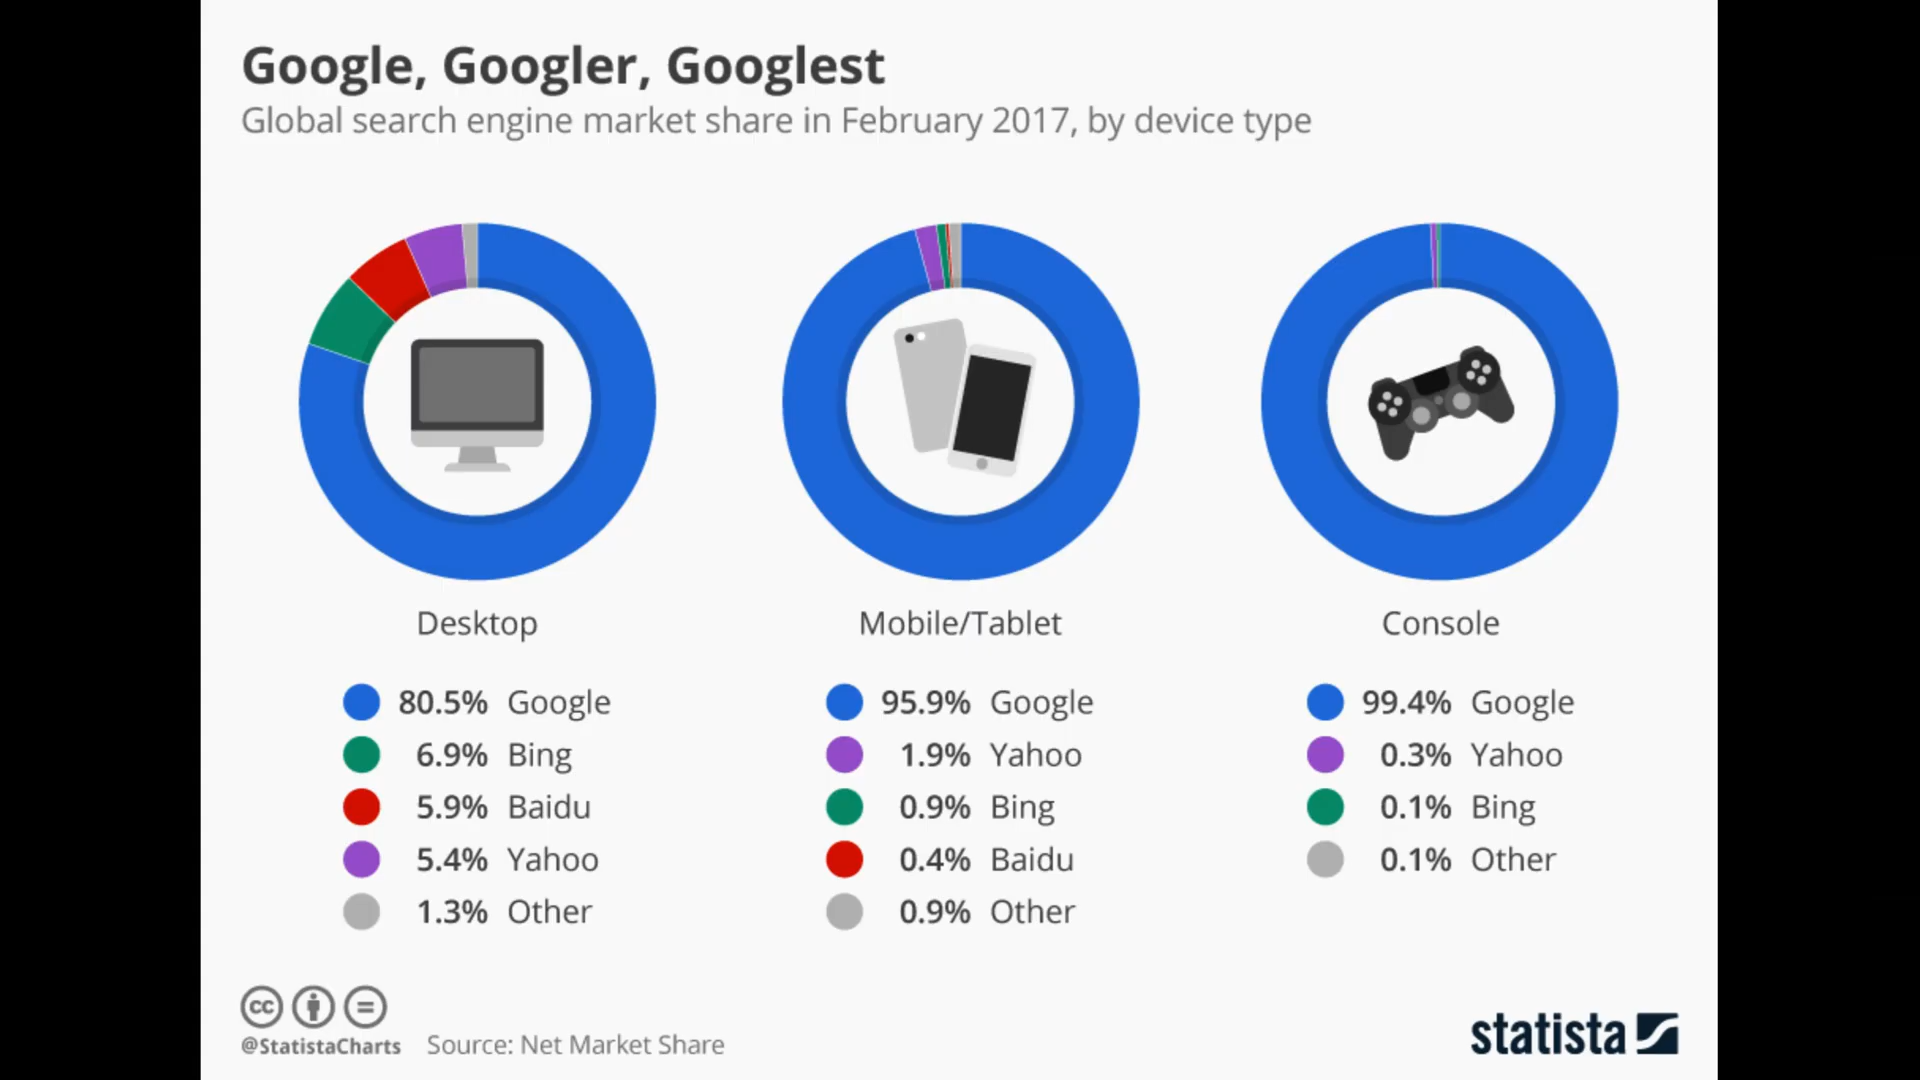 Google, Googler, Googlest
Global search engine market share in February 2017, by device type
Desktop
80.5% Google
6.9% Bing
5.9% Baidu
5.4% Yahoo
1.3% Other
Mobile/Tablet
95.9% Google
1.9% Yahoo
0.9% Bing
0.4% Baidu
0.9% Other
Console
99.4% Google
0.3% Yahoo
0.1% Bing
0.1% Other
cc
@StatistaCharts Source: Net Market Share
statista